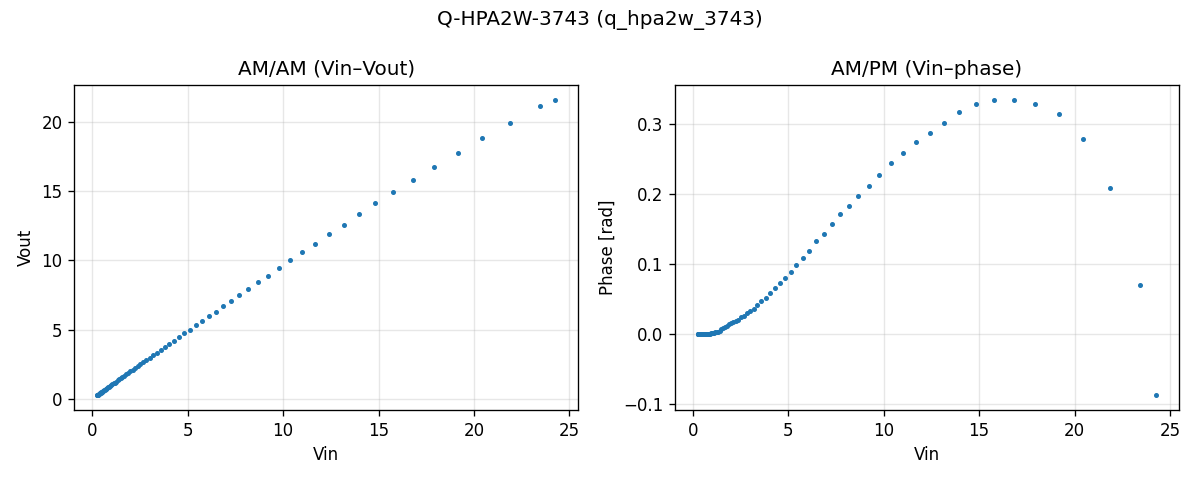 Q-HPA2W-3743 (q_hpa2w_3743)
AM/AM (Vin–Vout)
20
15
10
5
0
Vout
0 5 10 15 20 25
Vin
AM/PM (Vin–phase)
0.3
0.2
0.1
0.0
−0.1
Phase [rad]
0 5 10 15 20 25
Vin